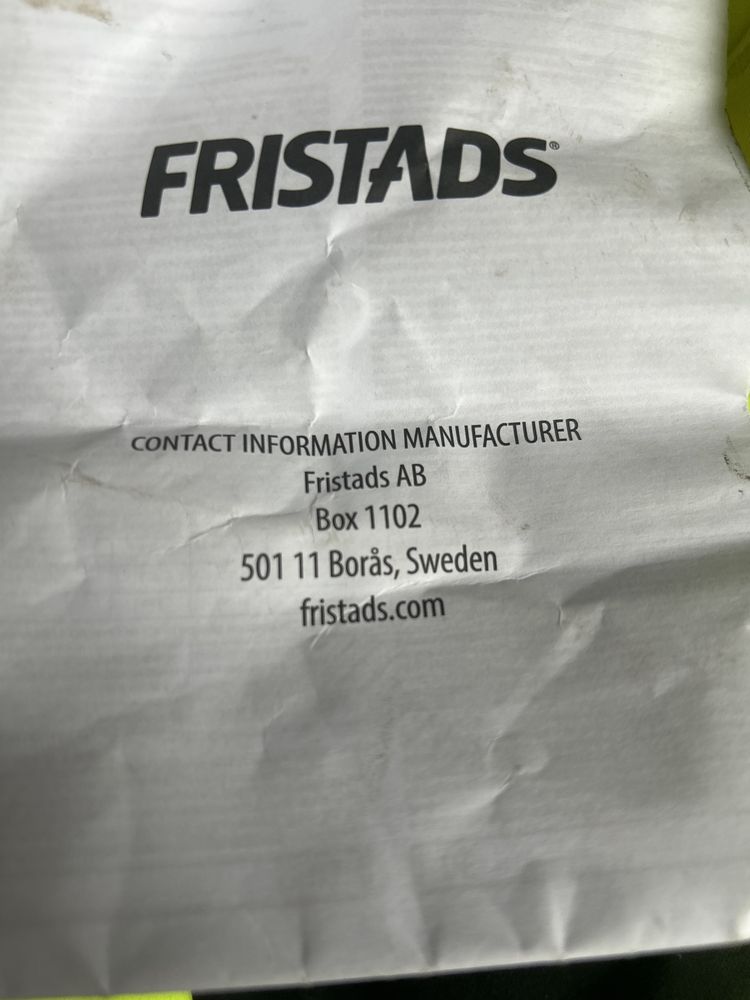 FRISTADS®
CONTACT INFORMATION MANUFACTURER
Fristads AB
Box 1102
501 11 Borås, Sweden
fristads.com